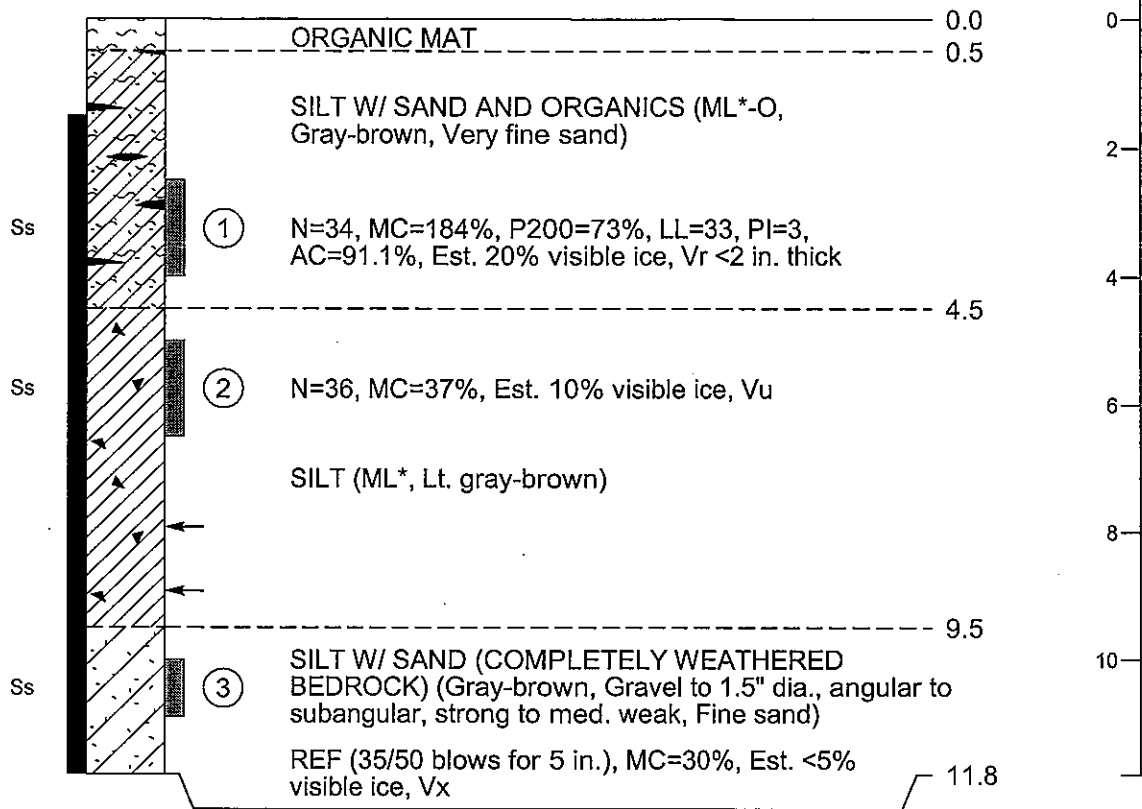 0.0
0
ORGANIC MAT
0.5
SILT W/ SAND AND ORGANICS (ML*-O,
Gray-brown, Very fine sand)
2
Ss
1
N=34, MC=184%, P200=73%, LL=33, PI=3,
AC=91.1%, Est. 20% visible ice, Vr <2 in. thick
4
4.5
Ss
2
N=36, MC=37%, Est. 10% visible ice, Vu
6
SILT (ML*, Lt. gray-brown)
8
9.5
SILT W/ SAND (COMPLETELY WEATHERED
BEDROCK) (Gray-brown, Gravel to 1.5" dia., angular to
subangular, strong to med. weak, Fine sand)
10
Ss
3
REF (35/50 blows for 5 in.), MC=30%, Est. <5%
visible ice, Vx
11.8